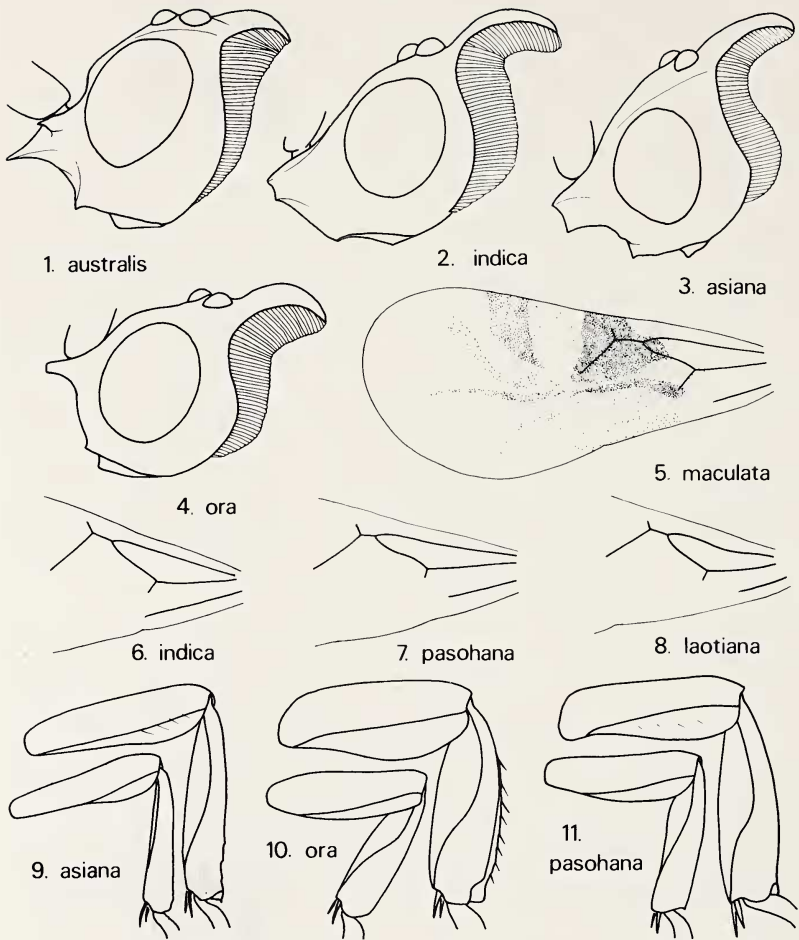 1. australis
2. indica
3. asiana
4. ora
5. maculata
6. indica
7. pasohana
8. laotiana
9. asiana
10. ora
11.
pasohana